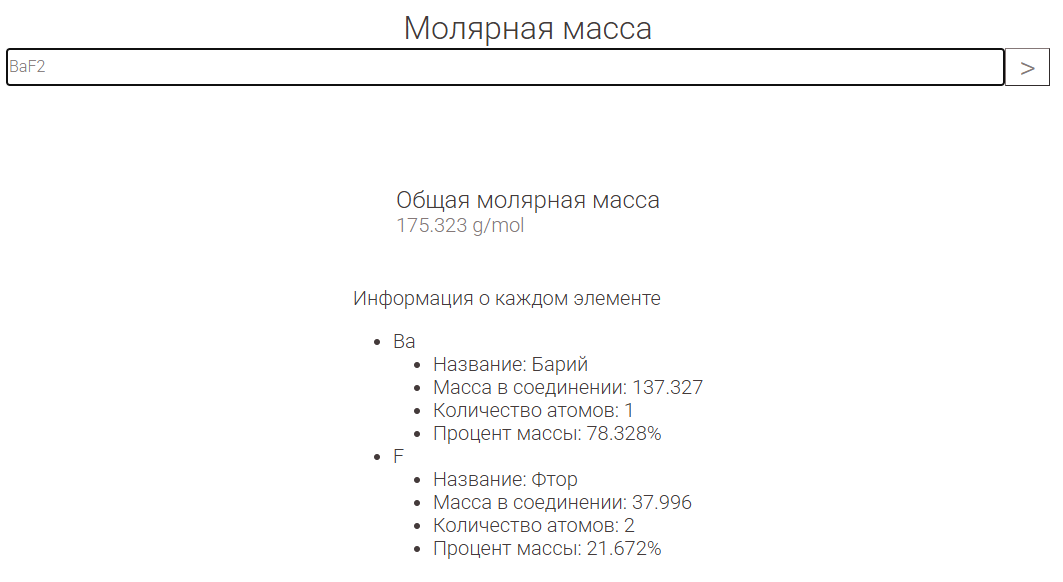 Молярная масса
BaF2
>
Общая молярная масса
175.323 g/mol
Информация о каждом элементе
Ba
Название: Барий
Масса в соединении: 137.327
Количество атомов: 1
Процент массы: 78.328%
F
Название: Фтор
Масса в соединении: 37.996
Количество атомов: 2
Процент массы: 21.672%